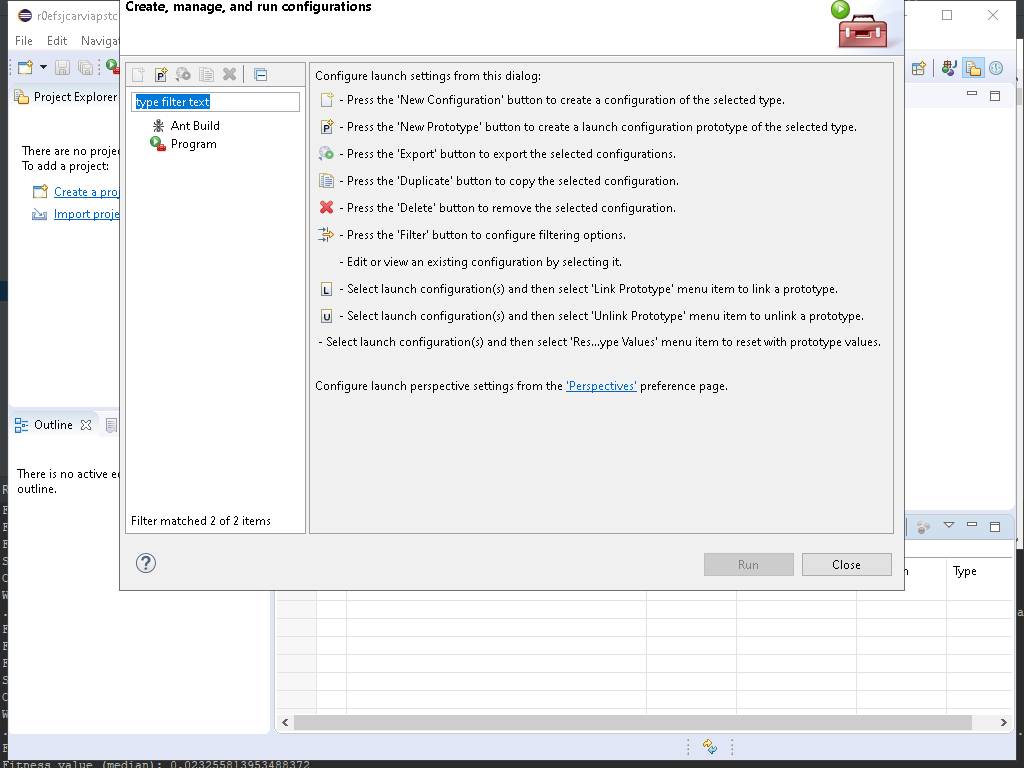 Create, manage, and run configurations
r0efsjcarviapstc
File Edit Naviga
Project Explorer
There are no proje
To add a project:
Create a proj
Import proje
type filter text
Ant Build
Program
Filter matched 2 of 2 items
Configure launch settings from this dialog:
- Press the 'New Configuration' button to create a configuration of the selected type.
P - Press the 'New Prototype' button to create a launch configuration prototype of the selected type.
- Press the 'Export' button to export the selected configurations.
- Press the 'Duplicate' button to copy the selected configuration.
- Press the 'Delete' button to remove the selected configuration.
- Press the 'Filter' button to configure filtering options.
- Edit or view an existing configuration by selecting it.
L - Select launch configuration(s) and then select 'Link Prototype' menu item to link a prototype.
U - Select launch configuration(s) and then select 'Unlink Prototype' menu item to unlink a prototype.
- Select launch configuration(s) and then select 'Res...ype Values' menu item to reset with prototype values.
Configure launch perspective settings from the 'Perspectives' preference page.
Outline
There is no active e
outline.
? Run Close
Type
Fitness value (median): 0.023255813953488372